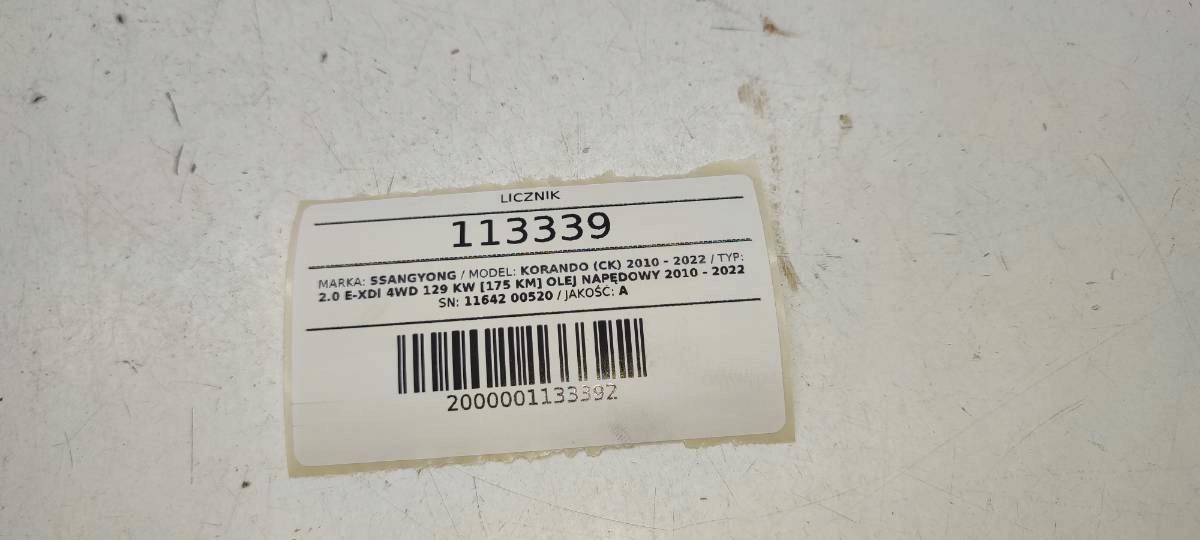 LICZNIK
113339
MARKA: SSANGYONG / MODEL: KORANDO (CK) 2010 - 2022 / TYP:
2.0 E-XDI 4WD 129 KW [175 KM] OLEJ NAPĘDOWY 2010 - 2022
SN: 11642 00520 / JAKOŚĆ: A
2000001133392